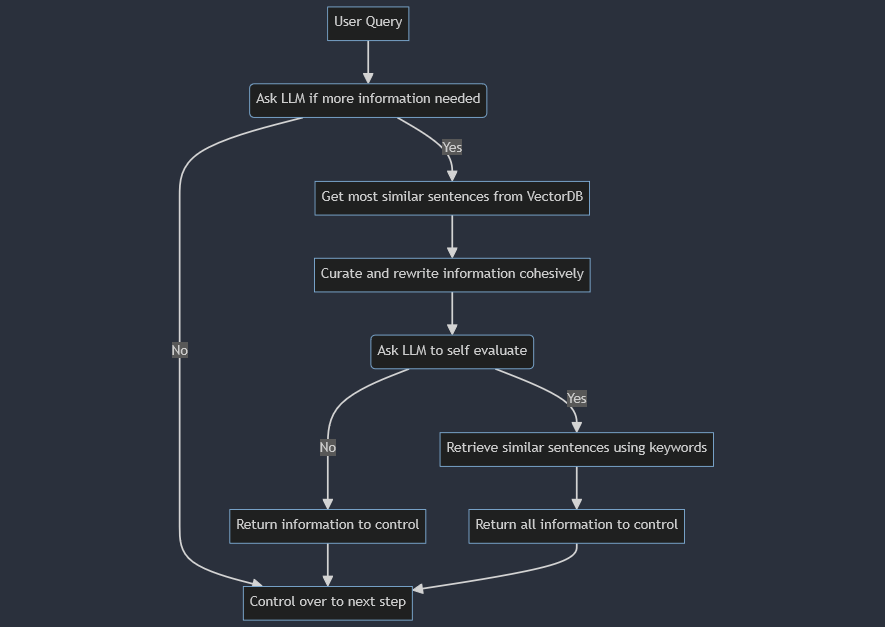 User Query
Ask LLM if more information needed
Yes
Get most similar sentences from VectorDB
Curate and rewrite information cohesively
No
Ask LLM to self evaluate
Yes
No
Retrieve similar sentences using keywords
Return information to control
Return all information to control
Control over to next step